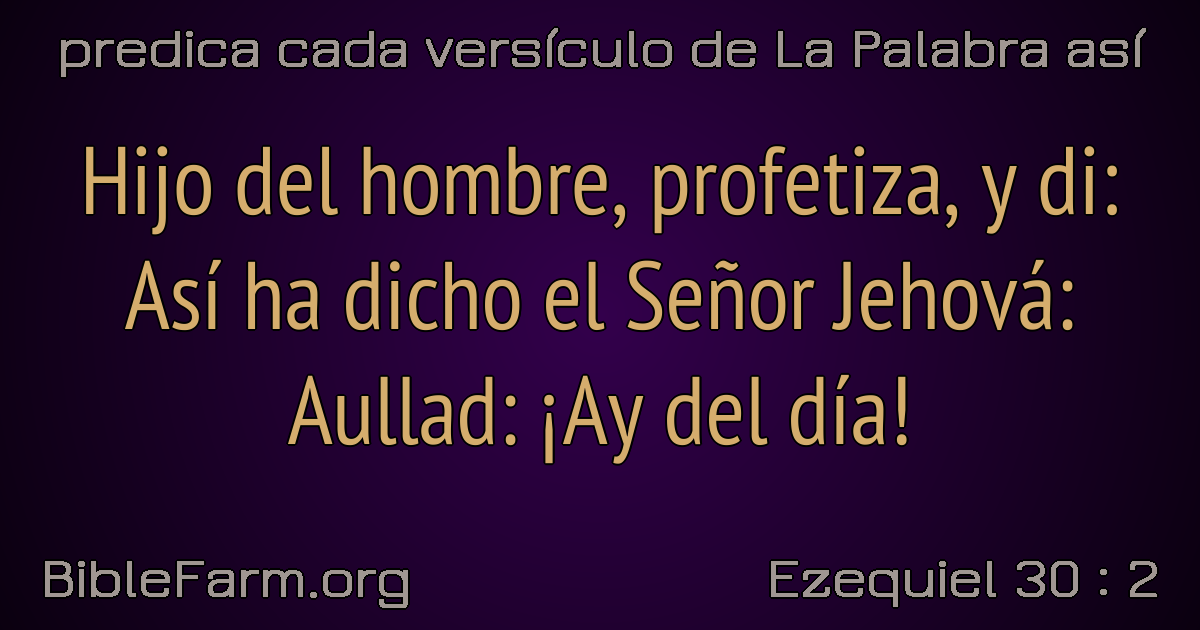 predica cada versículo de La Palabra así
Hijo del hombre, profetiza, y di:
Así ha dicho el Señor Jehová:
Aullad: ¡Ay del día!
BibleFarm.org
Ezequiel 30 : 2